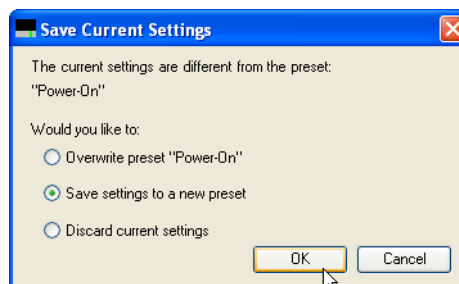 Save Current Settings
The current settings are different from the preset:
"Power-On"
Would you like to:
Overwrite preset "Power-On"
Save settings to a new preset
Discard current settings
OK Cancel